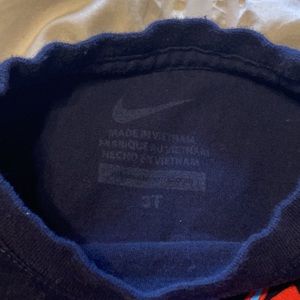 MADE IN VIETNAM
FABRIQUÉ AU VIETNAM
HECHO EN VIETNAM
3T